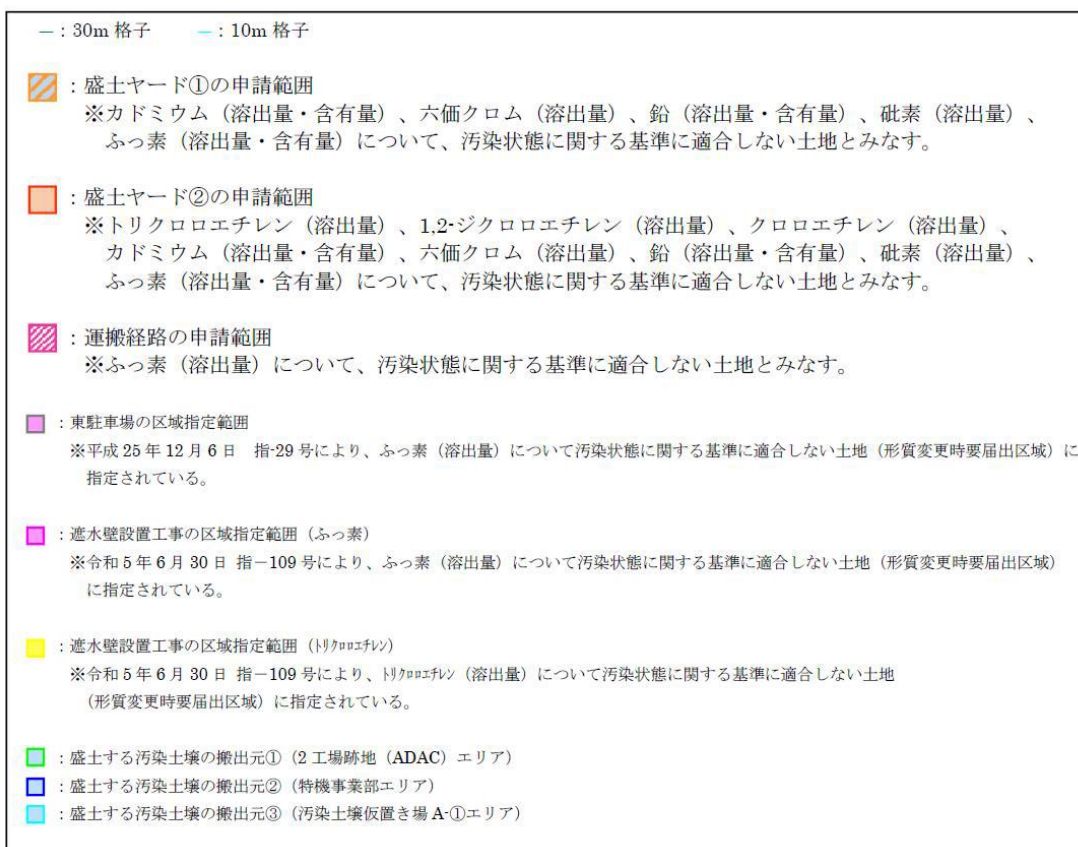 ―：30m 格子　―：10m 格子
：盛土ヤード①の申請範囲
※カドミウム（溶出量・含有量）、六価クロム（溶出量）、鉛（溶出量・含有量）、砒素（溶出量）、
ふっ素（溶出量・含有量）について、汚染状態に関する基準に適合しない土地とみなす。
：盛土ヤード②の申請範囲
※トリクロロエチレン（溶出量）、1,2-ジクロロエチレン（溶出量）、クロロエチレン（溶出量）、
カドミウム（溶出量・含有量）、六価クロム（溶出量）、鉛（溶出量・含有量）、砒素（溶出量）、
ふっ素（溶出量・含有量）について、汚染状態に関する基準に適合しない土地とみなす。
：運搬経路の申請範囲
※ふっ素（溶出量）について、汚染状態に関する基準に適合しない土地とみなす。
：東駐車場の区域指定範囲
※平成 25 年 12 月 6 日　指-29 号により、ふっ素（溶出量）について汚染状態に関する基準に適合しない土地（形質変更時要届出区域）に
指定されている。
：遮水壁設置工事の区域指定範囲（ふっ素）
※令和 5 年 6 月 30 日 指－109 号により、ふっ素（溶出量）について汚染状態に関する基準に適合しない土地（形質変更時要届出区域）
に指定されている。
：遮水壁設置工事の区域指定範囲（ﾄﾘｸﾛﾛｴﾁﾚﾝ）
※令和 5 年 6 月 30 日 指－109 号により、ﾄﾘｸﾛﾛｴﾁﾚﾝ（溶出量）について汚染状態に関する基準に適合しない土地
（形質変更時要届出区域）に指定されている。
：盛土する汚染土壌の搬出元①（2 工場跡地（ADAC）エリア）
：盛土する汚染土壌の搬出元②（特機事業部エリア）
：盛土する汚染土壌の搬出元③（汚染土壌仮置き場 A-①エリア）